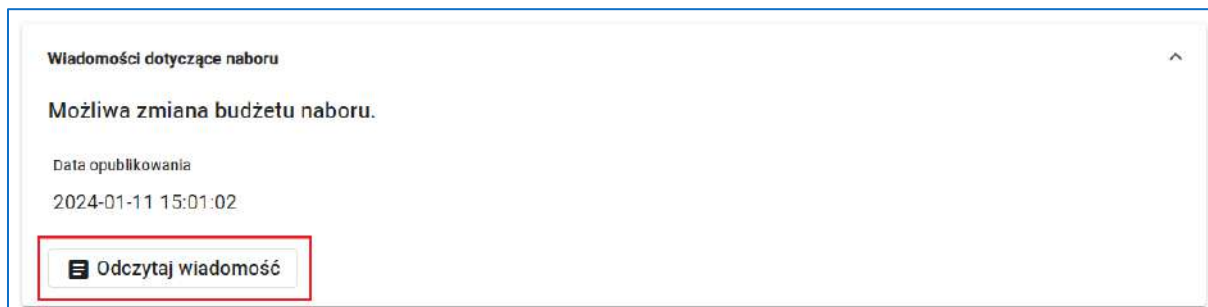 Wiadomości dotyczące naboru
Możliwa zmiana budżetu naboru.
Data opublikowania
2024-01-11 15:01:02
Odczytaj wiadomość